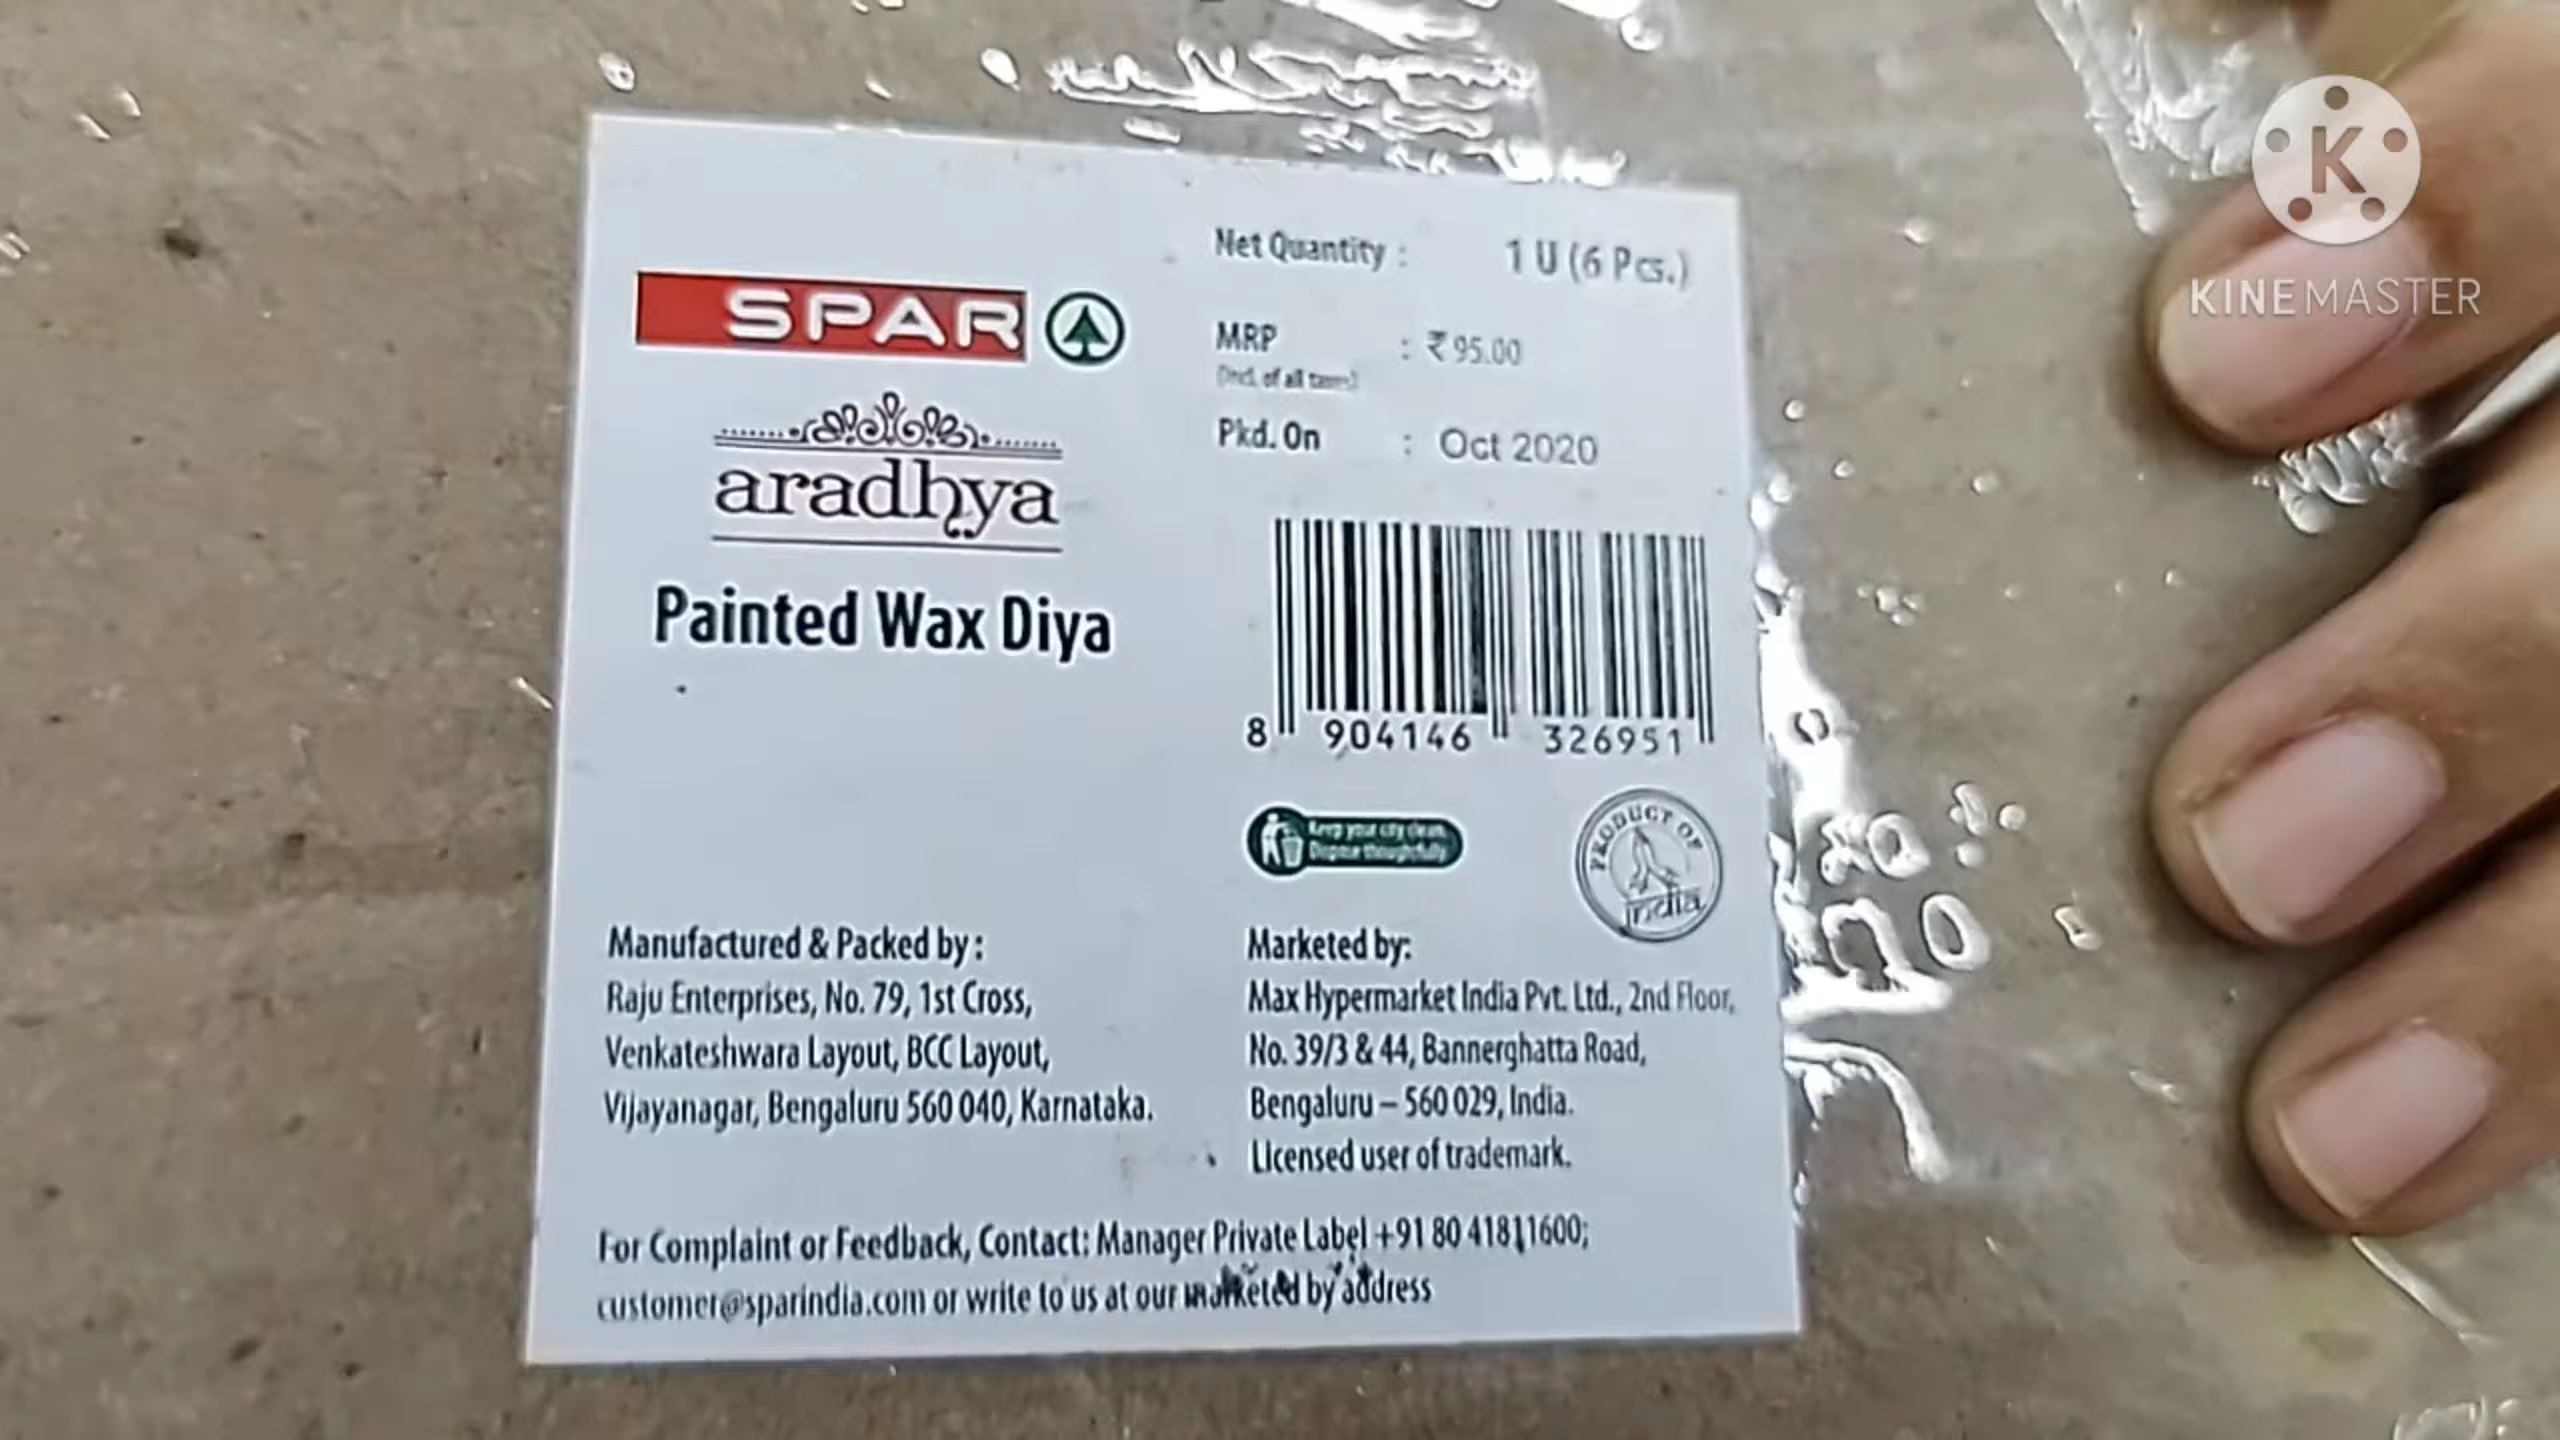 SPAR
aradhya
Painted Wax Diya
Net Quantity : 1 U (6 Pcs.)
MRP : ₹ 95.00
(Incl. of all taxes)
Pkd. On : Oct 2020
8 904146 326951
Keep your city clean.
Dispose thoughtfully
PRODUCT OF
india
Manufactured & Packed by :
Raju Enterprises, No. 79, 1st Cross,
Venkateshwara Layout, BCC Layout,
Vijayanagar, Bengaluru 560 040, Karnataka.
Marketed by:
Max Hypermarket India Pvt. Ltd., 2nd Floor,
No. 39/3 & 44, Bannerghatta Road,
Bengaluru – 560 029, India.
Licensed user of trademark.
For Complaint or Feedback, Contact: Manager Private Label +91 80 41811600;
customer@sparindia.com or write to us at our marketed by address
K
KINEMASTER